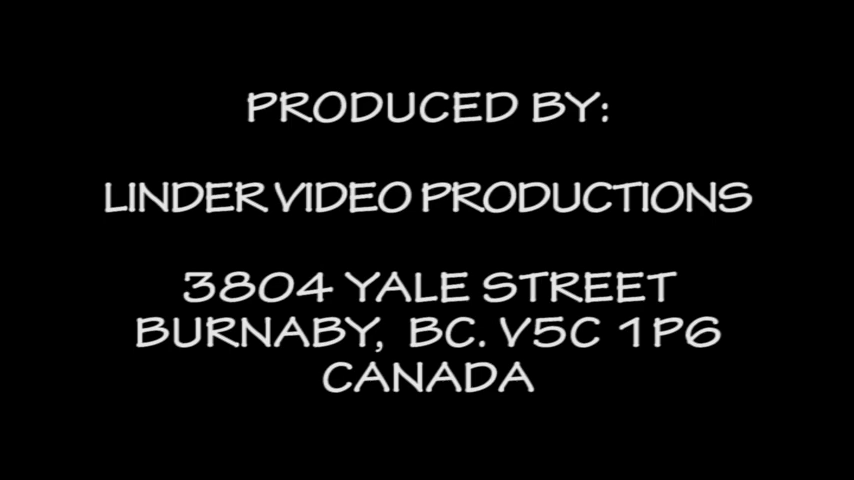 PRODUCED BY:
LINDER VIDEO PRODUCTIONS
3804 YALE STREET
BURNABY, BC. V5C 1P6
CANADA